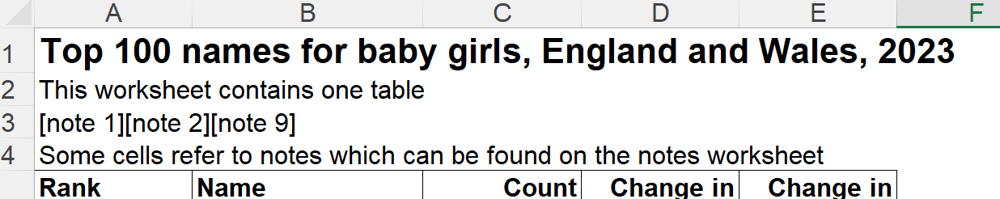 A B C D E F
1 Top 100 names for baby girls, England and Wales, 2023
2 This worksheet contains one table
3 [note 1][note 2][note 9]
4 Some cells refer to notes which can be found on the notes worksheet
Rank Name Count Change in Change in